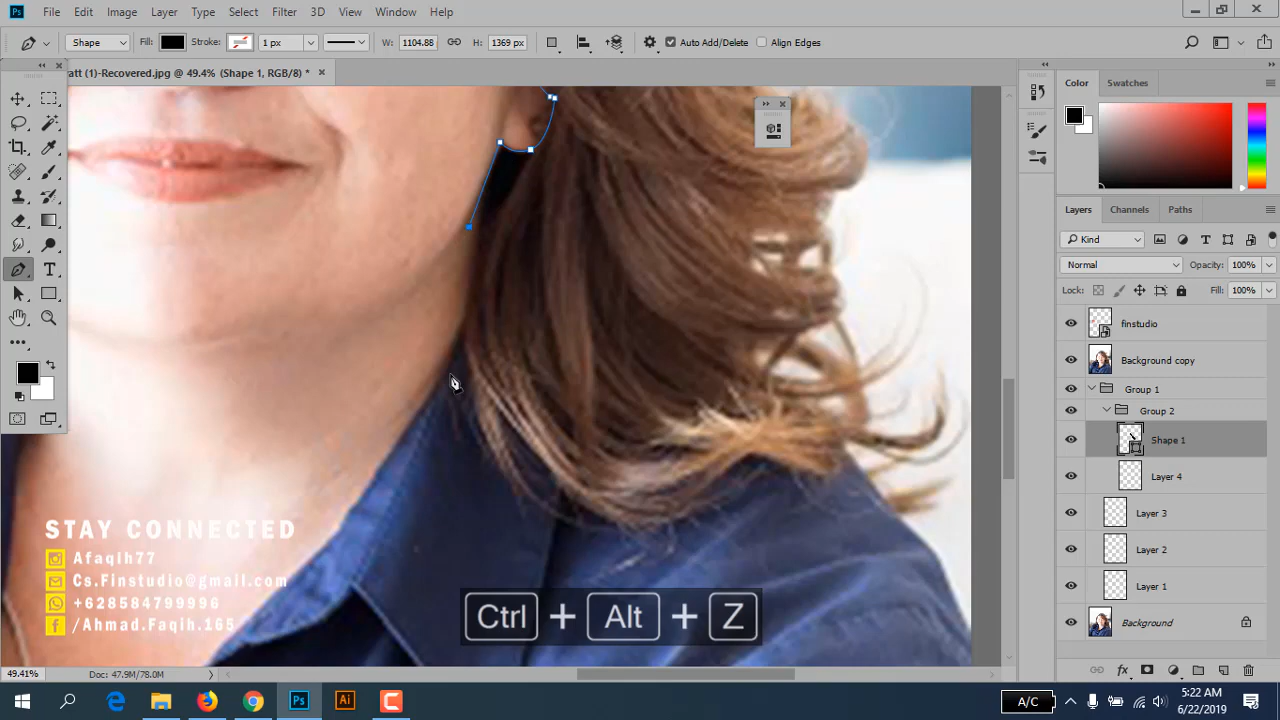 Ps File Edit Image Layer Type Select Filter 3D View Window Help
Shape Fill: Stroke: 1 px W: 1104.88 H: 1369 px Auto Add/Delete Align Edges
ratt (1)-Recovered.jpg @ 49.4% (Shape 1, RGB/8) *
Color Swatches
Layers Channels Paths
Kind
Normal Opacity: 100%
Lock: Fill: 100%
finstudio
Background copy
Group 1
Group 2
Shape 1
Layer 4
Layer 3
Layer 2
Layer 1
Background
STAY CONNECTED
Afaqih77
Cs.Finstudio@gmail.com
+628584799996
/Ahmad.Faqih.165
Ctrl + Alt + Z
49.41% Doc: 47.9M/78.0M
Ps Ai A/C 5:22 AM
6/22/2019